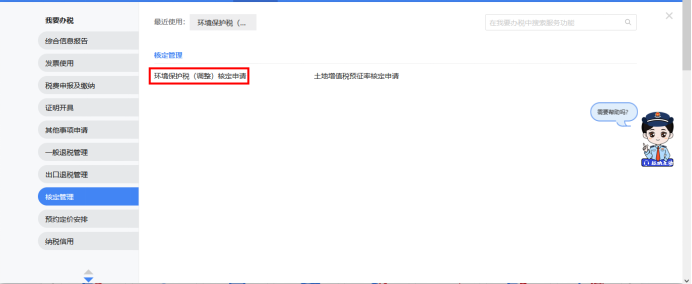 我要办税
综合信息报告
发票使用
税费申报及缴纳
证明开具
其他事项申请
一般退税管理
出口退税管理
核定管理
预约定价安排
纳税信用
最近使用： 环境保护税（...
在我要办税中搜索服务功能
核定管理
环境保护税（调整）核定申请 土地增值税预征率核定申请
需要帮助吗?